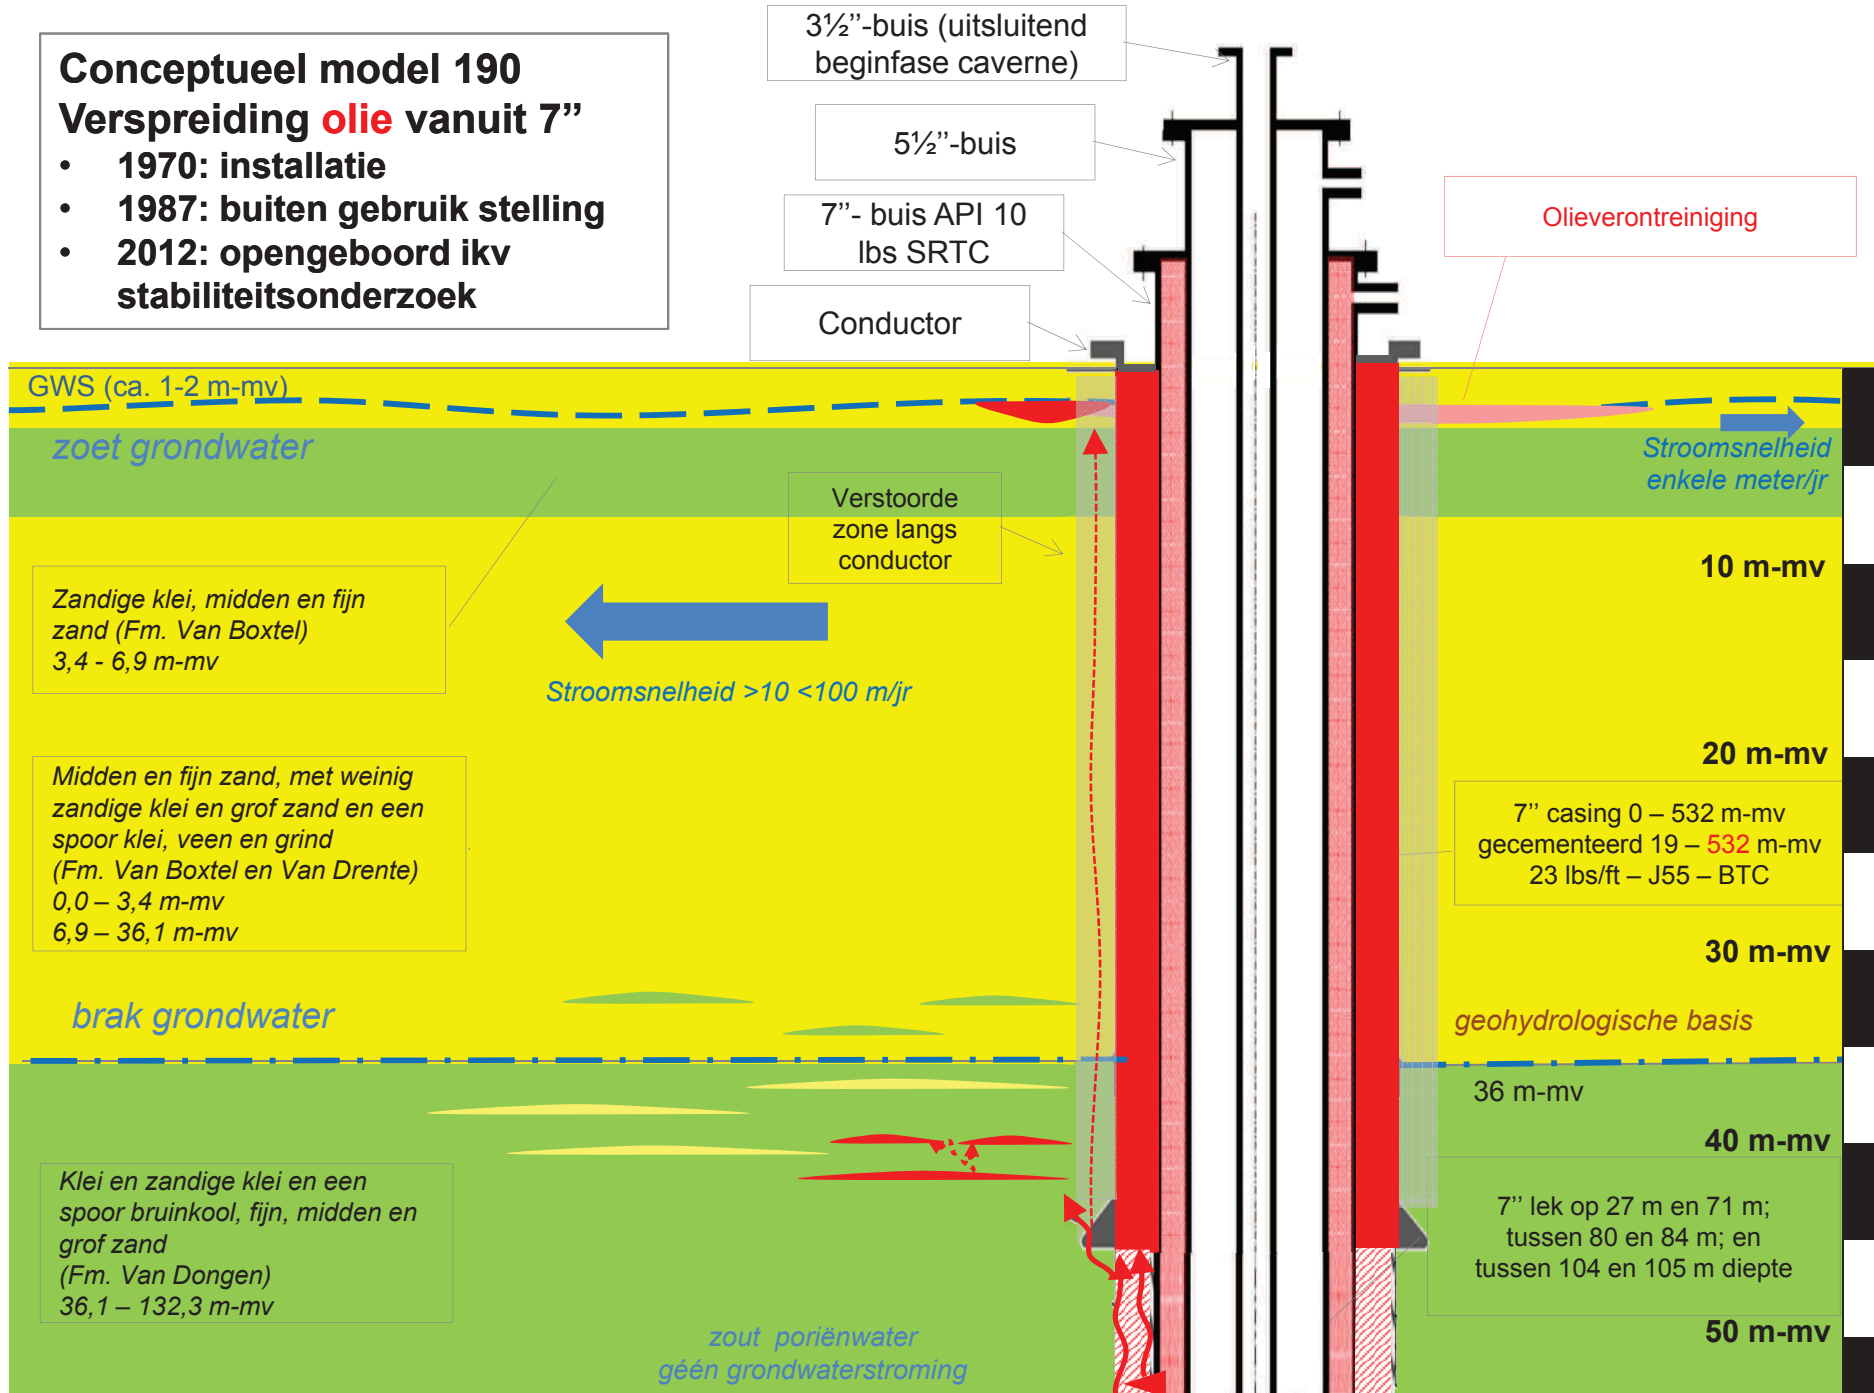 Conceptueel model 190
Verspreiding olie vanuit 7’’
• 1970: installatie
• 1987: buiten gebruik stelling
• 2012: opengeboord ikv
stabiliteitsonderzoek
3½’’-buis (uitsluitend
beginfase caverne)
5½’’-buis
7’’- buis API 10
lbs SRTC
Conductor
Olieverontreiniging
GWS (ca. 1-2 m-mv)
zoet grondwater
Stroomsnelheid
enkele meter/jr
Verstoorde
zone langs
conductor
10 m-mv
Zandige klei, midden en fijn
zand (Fm. Van Boxtel)
3,4 - 6,9 m-mv
Stroomsnelheid >10 <100 m/jr
20 m-mv
Midden en fijn zand, met weinig
zandige klei en grof zand en een
spoor klei, veen en grind
(Fm. Van Boxtel en Van Drente)
0,0 – 3,4 m-mv
6,9 – 36,1 m-mv
7’’ casing 0 – 532 m-mv
gecementeerd 19 – 532 m-mv
23 lbs/ft – J55 – BTC
30 m-mv
brak grondwater
geohydrologische basis
36 m-mv
40 m-mv
Klei en zandige klei en een
spoor bruinkool, fijn, midden en
grof zand
(Fm. Van Dongen)
36,1 – 132,3 m-mv
7’’ lek op 27 m en 71 m;
tussen 80 en 84 m; en
tussen 104 en 105 m diepte
50 m-mv
zout poriënwater
géén grondwaterstroming